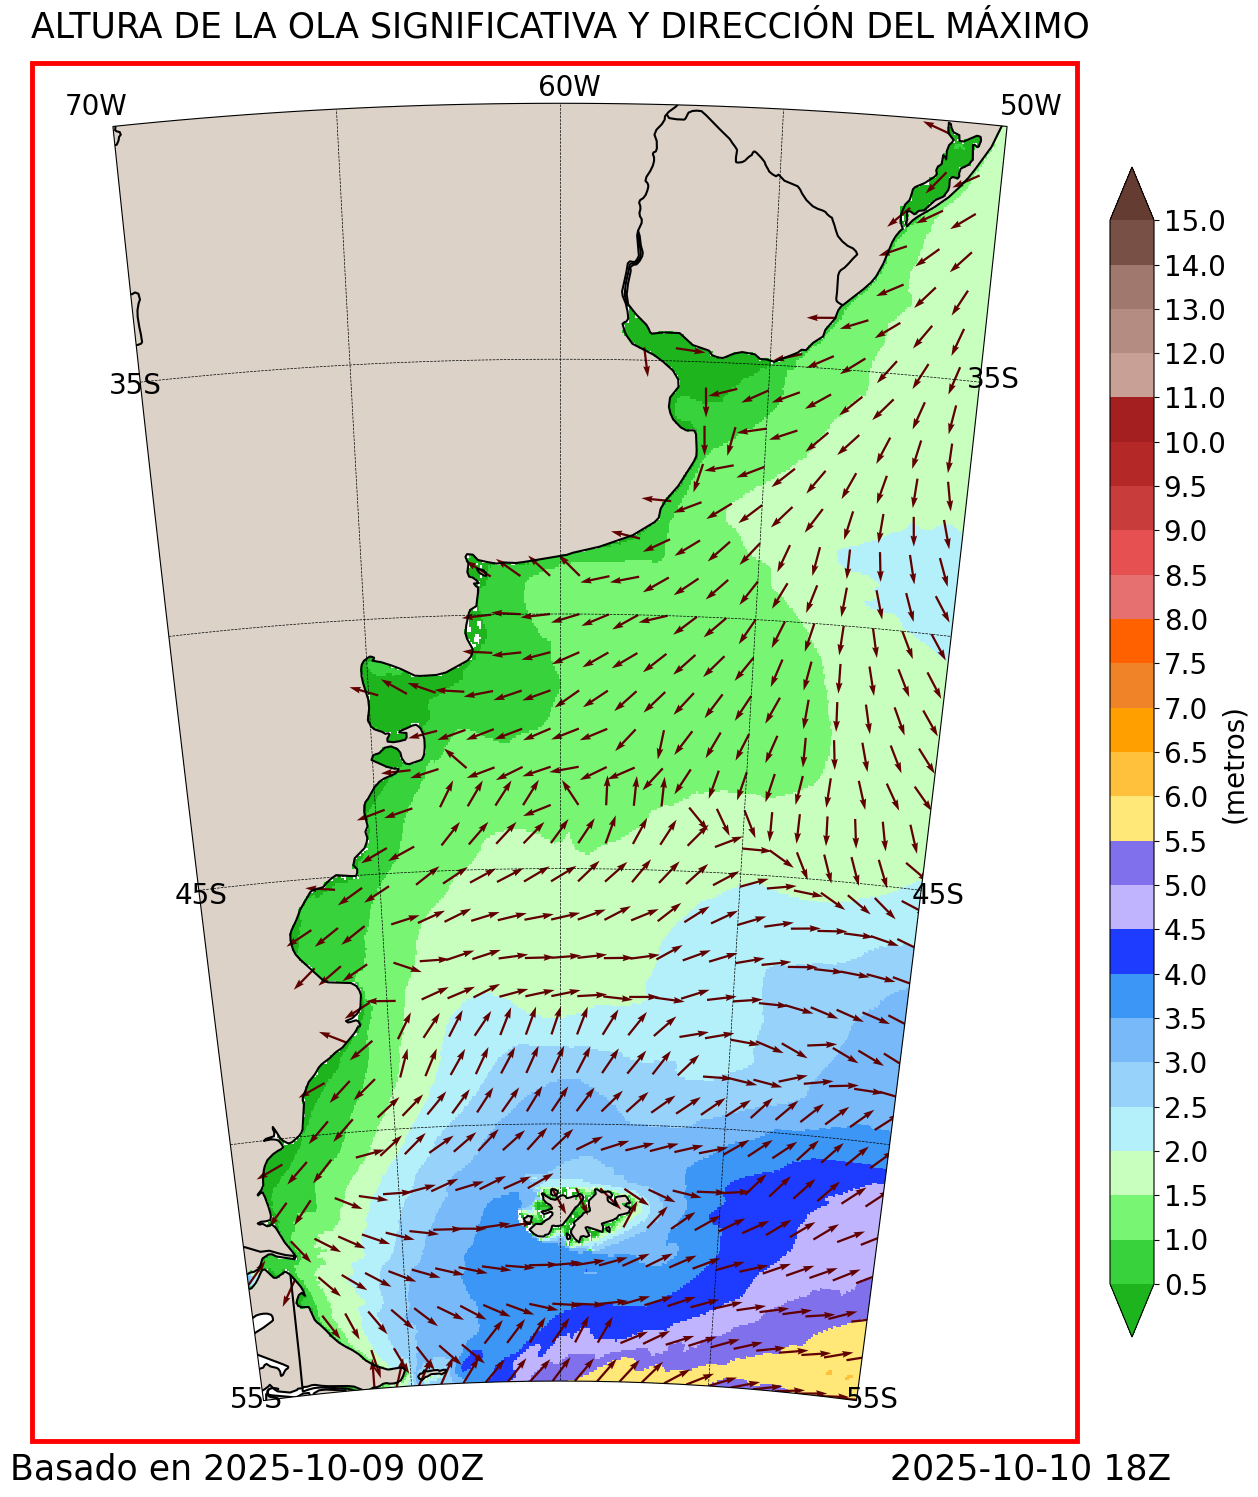 ALTURA DE LA OLA SIGNIFICATIVA Y DIRECCIÓN DEL MÁXIMO
70W
60W
50W
35S
35S
45S
45S
55S
55S
15.0
14.0
13.0
12.0
11.0
10.0
9.5
9.0
8.5
8.0
7.5
7.0
6.5
6.0
5.5
5.0
4.5
4.0
3.5
3.0
2.5
2.0
1.5
1.0
0.5
(metros)
Basado en 2025-10-09 00Z
2025-10-10 18Z